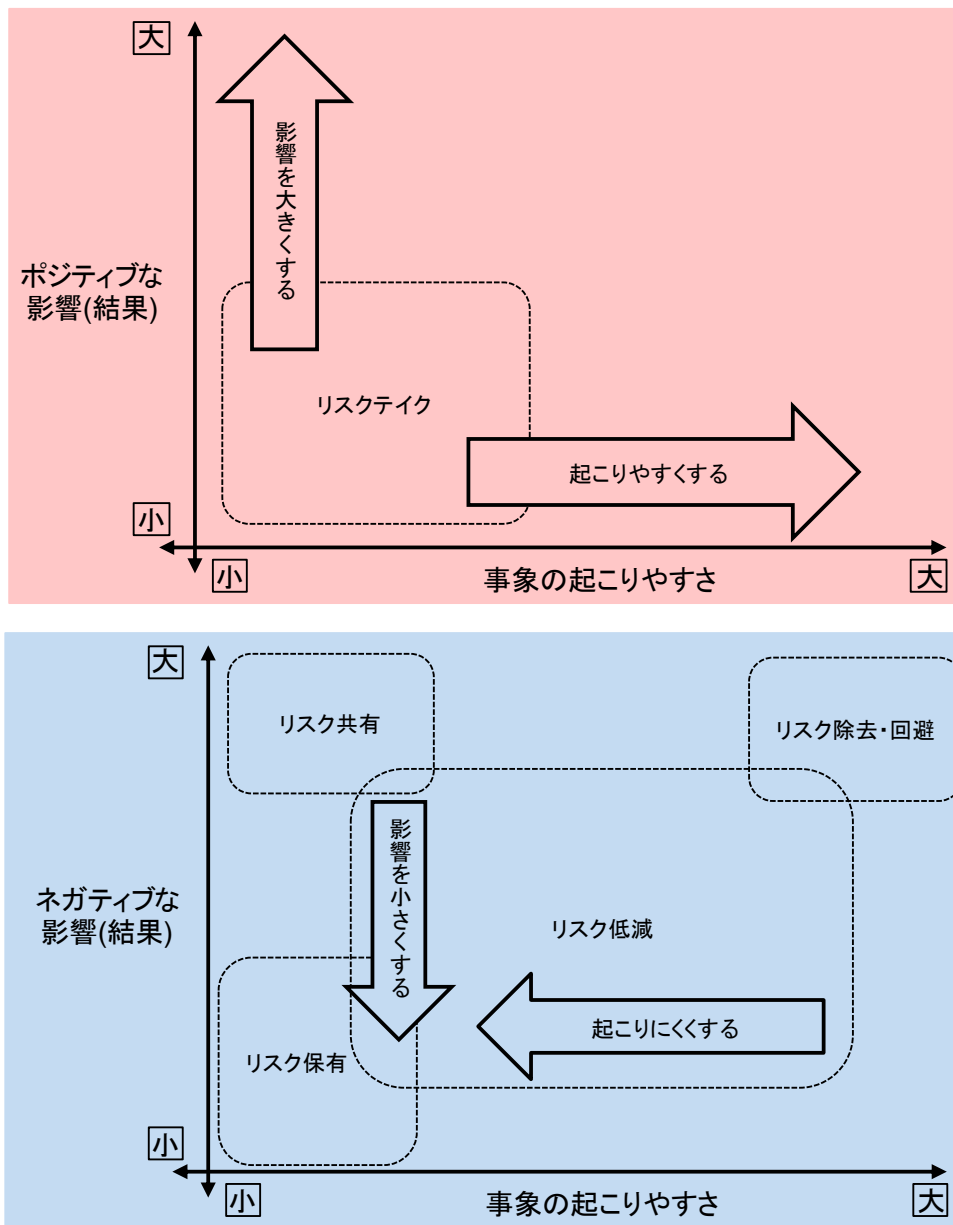 大
影響を大きくする
ポジティブな
影響(結果)
リスクテイク
起こりやすくする
小
小
事象の起こりやすさ
大
大
リスク共有
リスク除去・回避
影響を小さくする
ネガティブな
影響(結果)
リスク低減
起こりにくくする
リスク保有
小
小
事象の起こりやすさ
大